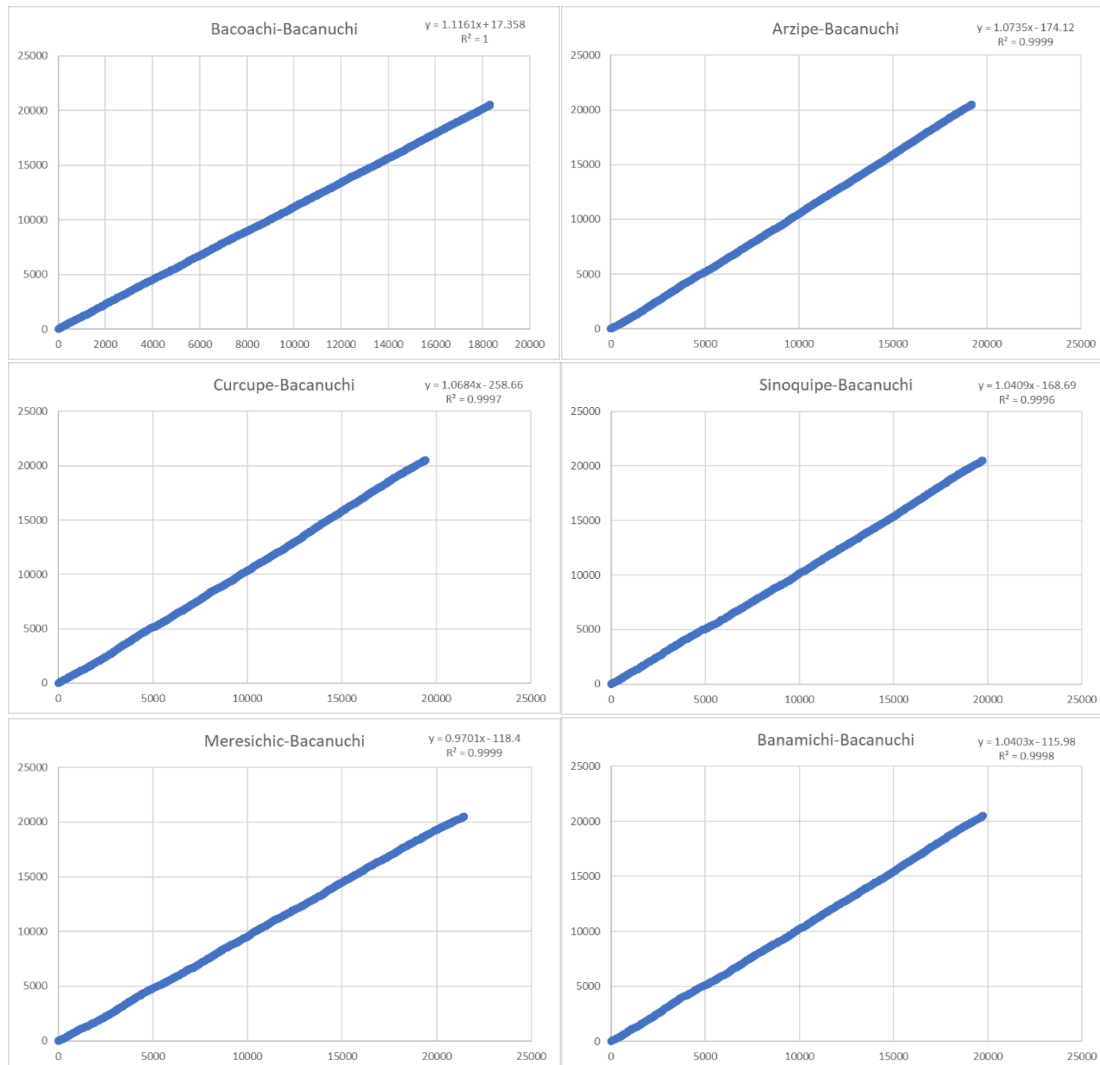 Bacoachi-Bacanuchi
y = 1.1161x + 17.358
R² = 1
25000
20000
15000
10000
5000
0
0 2000 4000 6000 8000 10000 12000 14000 16000 18000 20000
Arzipe-Bacanuchi
y = 1.0735x - 174.12
R² = 0.9999
25000
20000
15000
10000
5000
0
0 5000 10000 15000 20000 25000
Curcupe-Bacanuchi
y = 1.0684x - 258.66
R² = 0.9997
25000
20000
15000
10000
5000
0
0 5000 10000 15000 20000 25000
Sinoquipe-Bacanuchi
y = 1.0409x - 168.69
R² = 0.9996
25000
20000
15000
10000
5000
0
0 5000 10000 15000 20000 25000
Meresichic-Bacanuchi
y = 0.9701x - 118.4
R² = 0.9999
25000
20000
15000
10000
5000
0
0 5000 10000 15000 20000 25000
Banamichi-Bacanuchi
y = 1.0403x - 115.98
R² = 0.9998
25000
20000
15000
10000
5000
0
0 5000 10000 15000 20000 25000